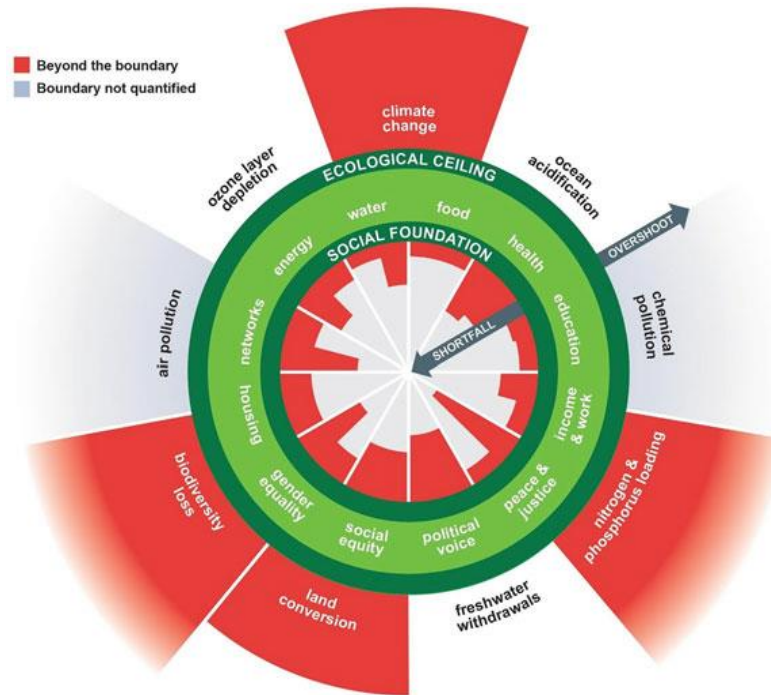 Beyond the boundary
Boundary not quantified
climate
change
ozone layer
depletion
ECOLOGICAL CEILING
ocean
acidification
water
food
energy
SOCIAL FOUNDATION
health
OVERSHOOT
networks
education
air pollution
SHORTFALL
chemical
pollution
housing
income
& work
biodiversity
loss
gender
equality
social
equity
political
voice
peace &
justice
nitrogen &
phosphorus loading
land
conversion
freshwater
withdrawals